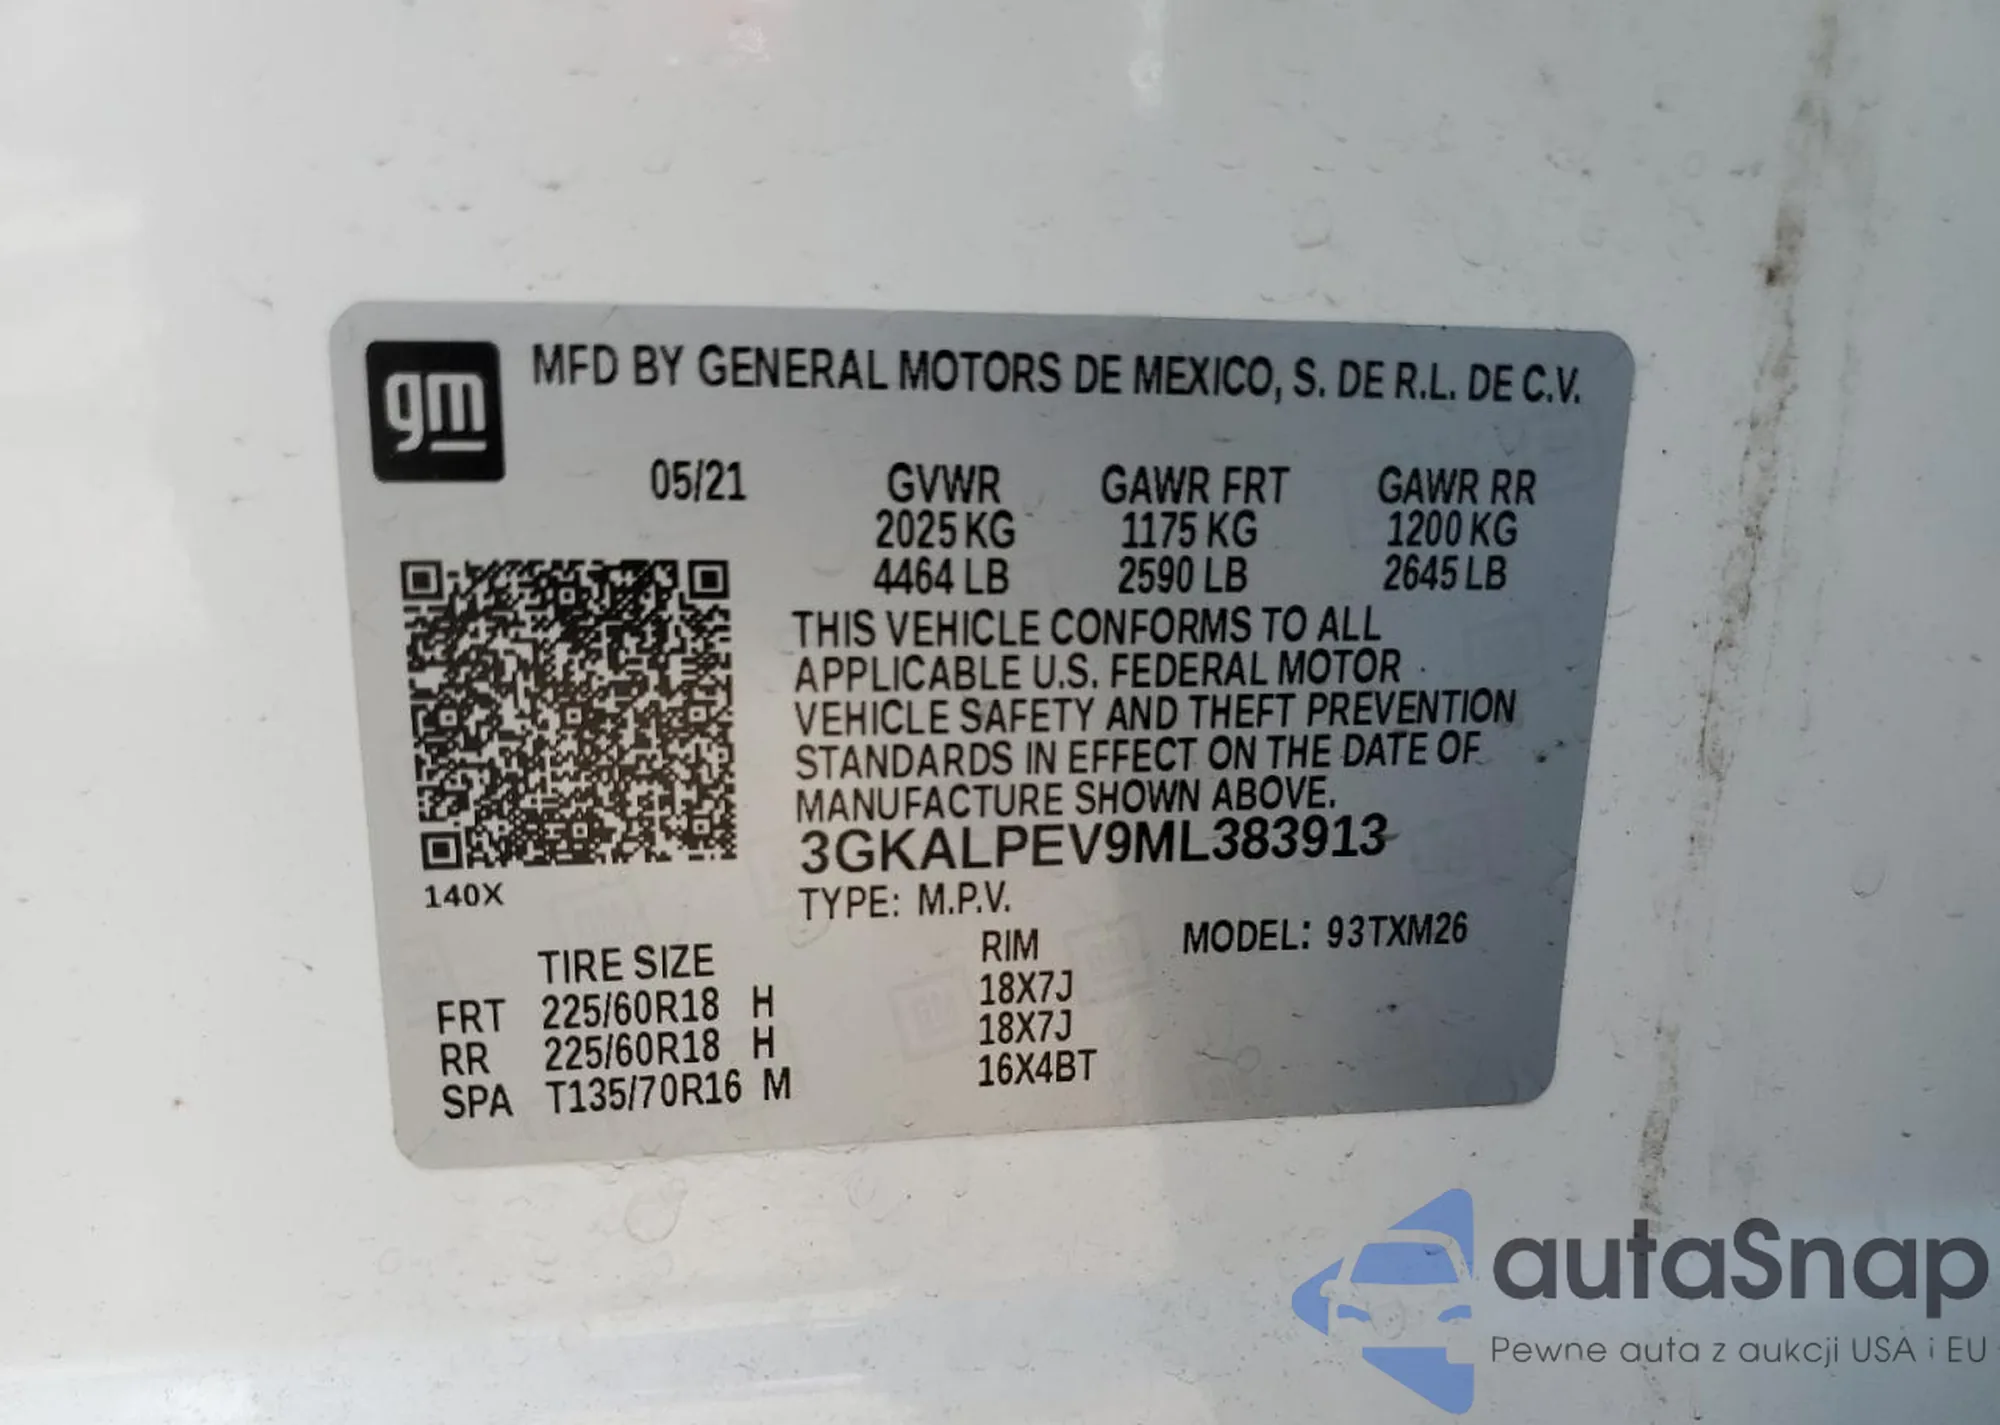 gm
MFD BY GENERAL MOTORS DE MEXICO, S. DE R.L. DE C.V.
05/21 GVWR GAWR FRT GAWR RR
2025 KG 1175 KG 1200 KG
4464 LB 2590 LB 2645 LB
THIS VEHICLE CONFORMS TO ALL
APPLICABLE U.S. FEDERAL MOTOR
VEHICLE SAFETY AND THEFT PREVENTION
STANDARDS IN EFFECT ON THE DATE OF
MANUFACTURE SHOWN ABOVE.
3GKALPEV9ML383913
140X
TYPE: M.P.V.
MODEL: 93TXM26
TIRE SIZE RIM
FRT 225/60R18 H 18X7J
RR 225/60R18 H 18X7J
SPA T135/70R16 M 16X4BT
autaSnap
Pewne auta z aukcji USA i EU